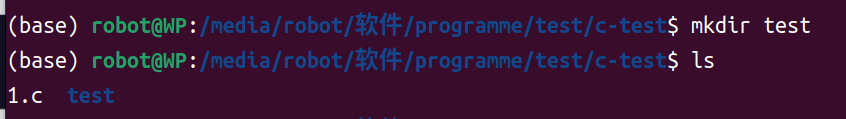 (base) robot@WP:/media/robot/软件/programme/test/c-test$ mkdir test
(base) robot@WP:/media/robot/软件/programme/test/c-test$ ls
1.c  test